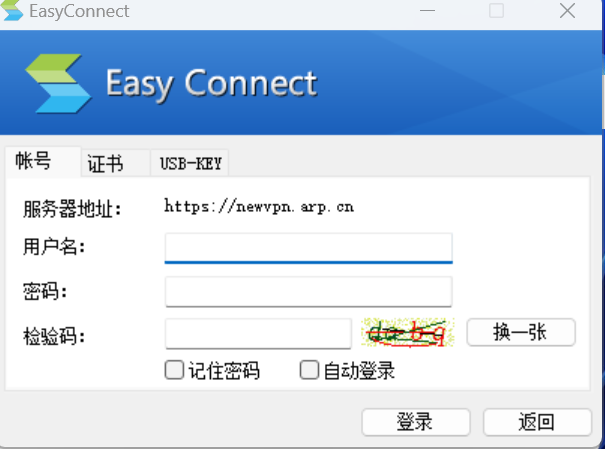 EasyConnect
Easy Connect
帐号 证书 USB-KEY
服务器地址: https://newvpn.arp.cn
用户名:
密码:
检验码: 换一张
记住密码 自动登录
登录 返回